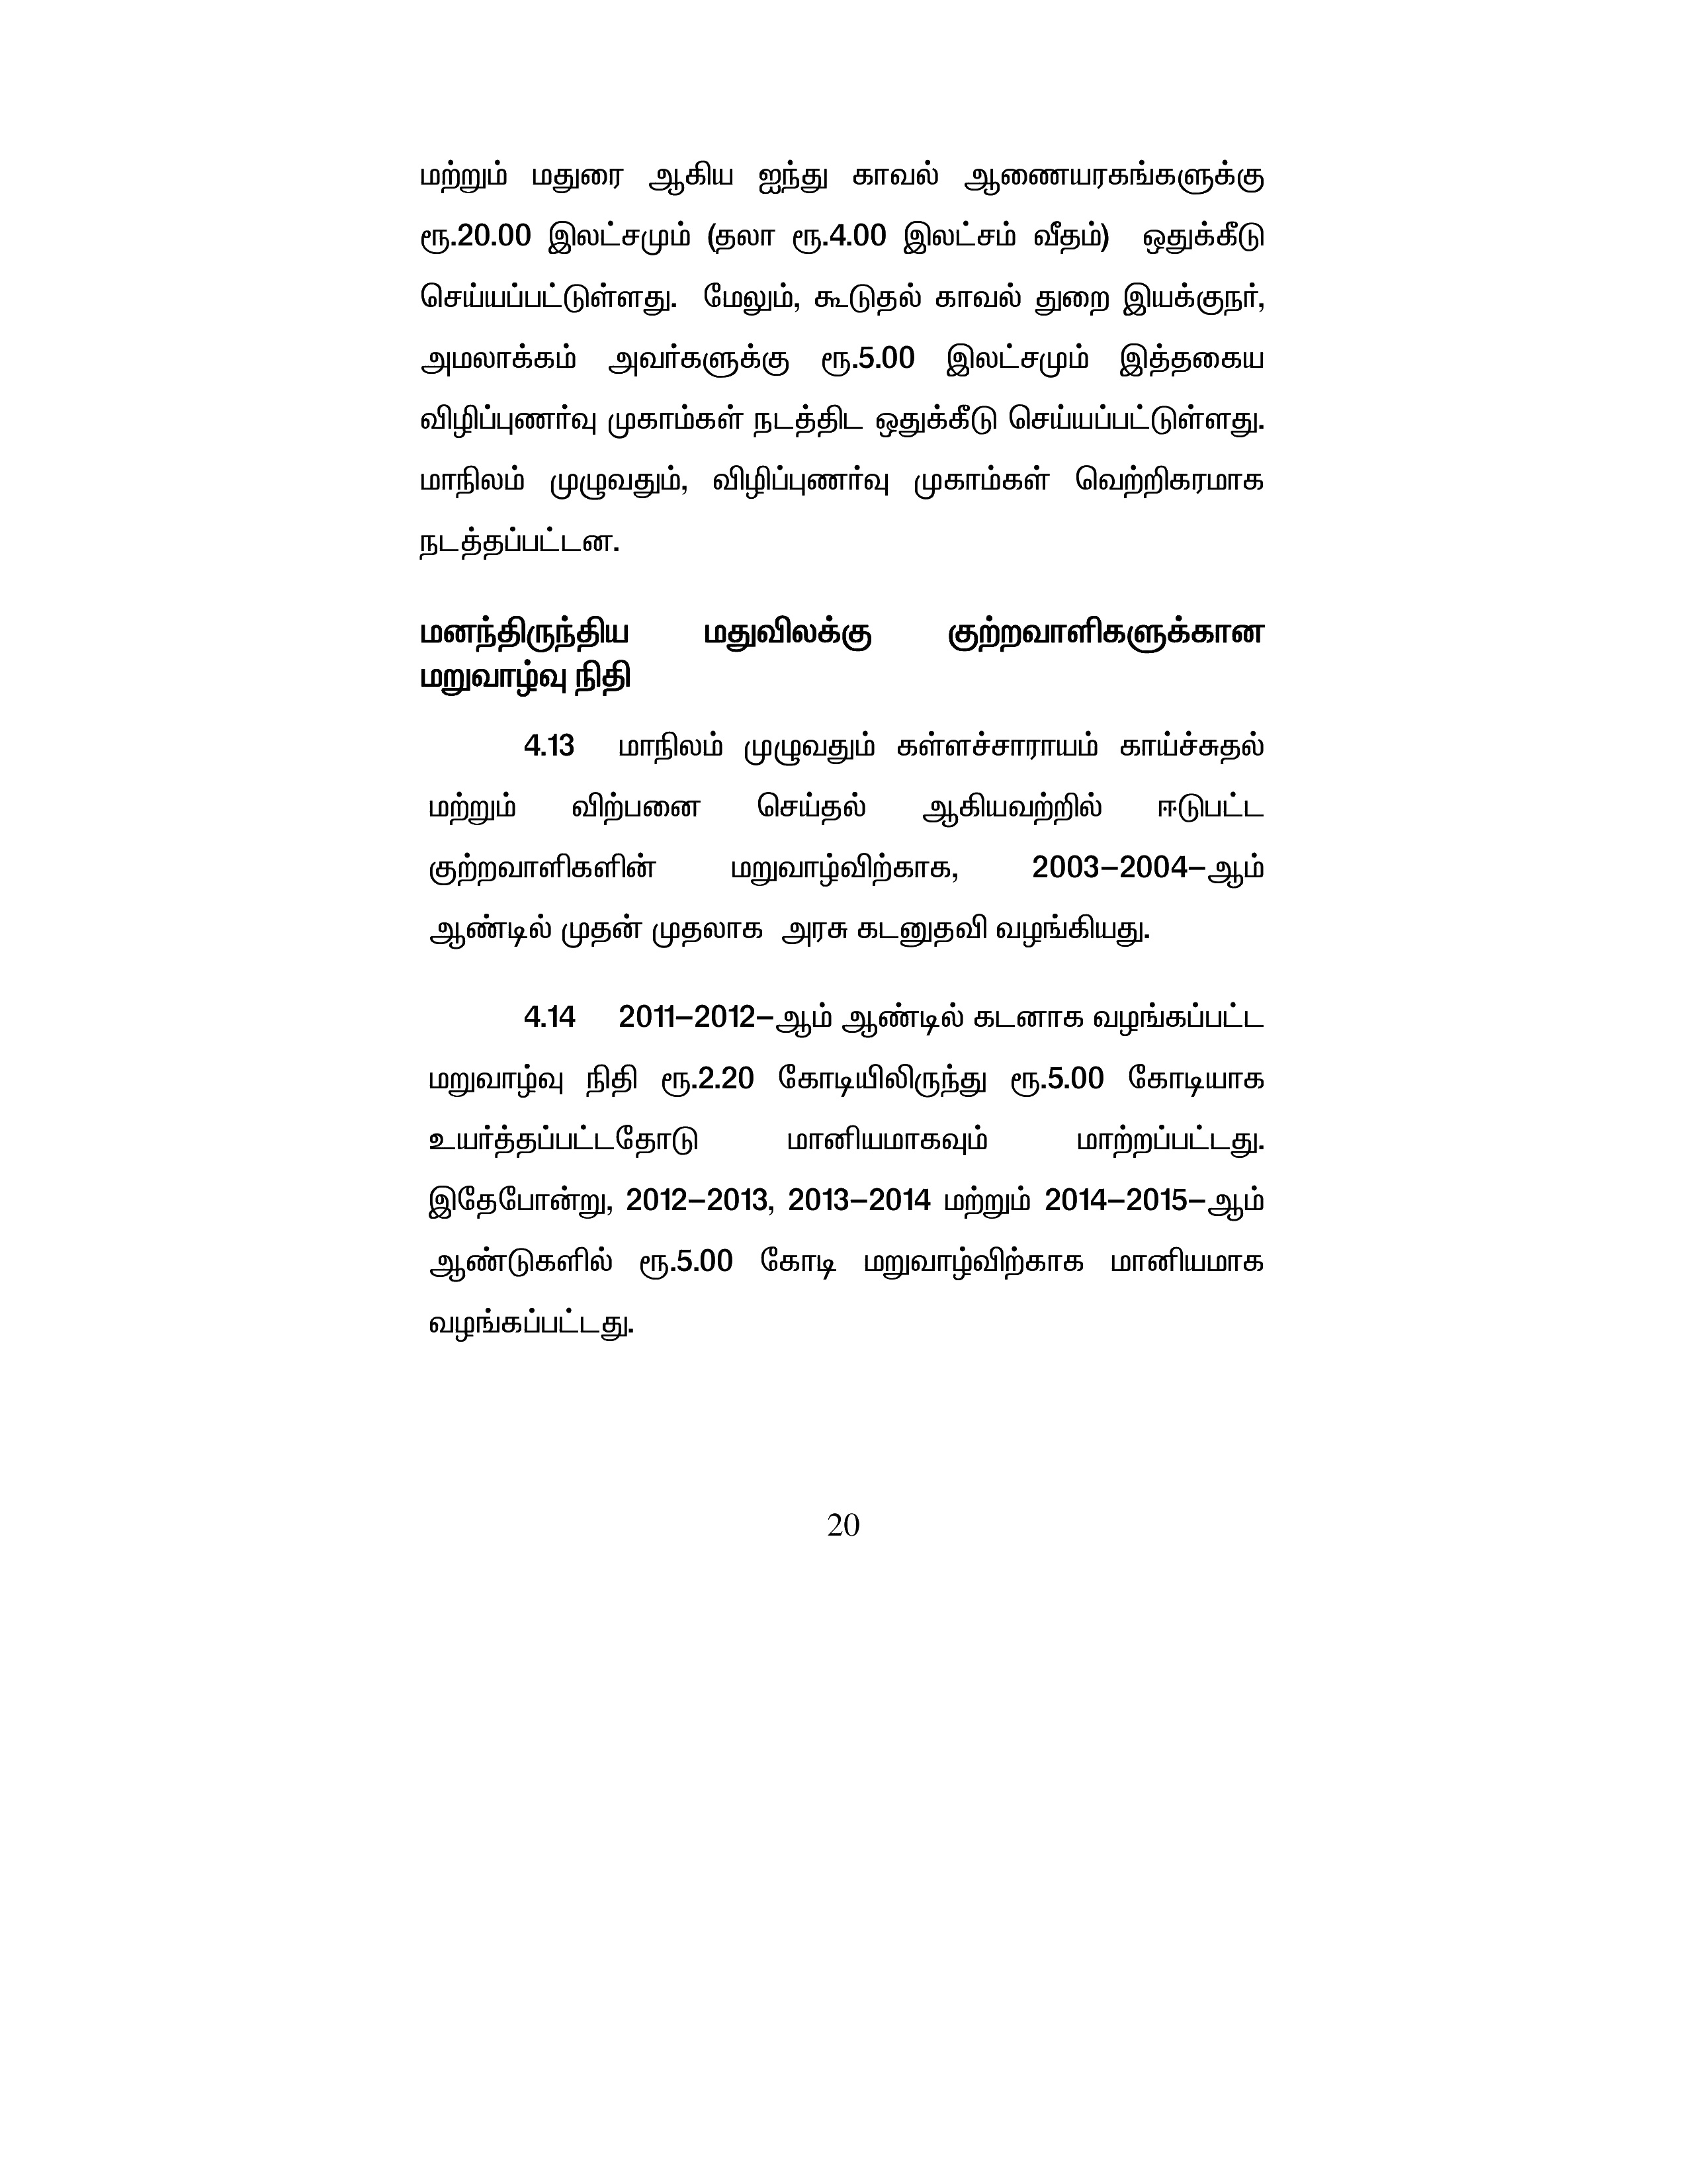 மற்றும் மதுரை ஆகிய ஐந்து காவல் ஆணையரகங்களுக்கு
ரூ.20.00 இலட்சமும் (தலா ரூ.4.00 இலட்சம் வீதம்) ஒதுக்கீடு
செய்யப்பட்டுள்ளது. மேலும், கூடுதல் காவல் துறை இயக்குநர்,
அமலாக்கம் அவர்களுக்கு ரூ.5.00 இலட்சமும் இத்தகைய
விழிப்புணர்வு முகாம்கள் நடத்திட ஒதுக்கீடு செய்யப்பட்டுள்ளது.
மாநிலம் முழுவதும், விழிப்புணர்வு முகாம்கள் வெற்றிகரமாக
நடத்தப்பட்டன.
மனந்திருந்திய மதுவிலக்கு குற்றவாளிகளுக்கான
மறுவாழ்வு நிதி
4.13 மாநிலம் முழுவதும் கள்ளச்சாராயம் காய்ச்சுதல்
மற்றும் விற்பனை செய்தல் ஆகியவற்றில் ஈடுபட்ட
குற்றவாளிகளின் மறுவாழ்விற்காக, 2003–2004–ஆம்
ஆண்டில் முதன் முதலாக அரசு கடனுதவி வழங்கியது.
4.14 2011–2012–ஆம் ஆண்டில் கடனாக வழங்கப்பட்ட
மறுவாழ்வு நிதி ரூ.2.20 கோடியிலிருந்து ரூ.5.00 கோடியாக
உயர்த்தப்பட்டதோடு மானியமாகவும் மாற்றப்பட்டது.
இதேபோன்று, 2012–2013, 2013–2014 மற்றும் 2014–2015–ஆம்
ஆண்டுகளில் ரூ.5.00 கோடி மறுவாழ்விற்காக மானியமாக
வழங்கப்பட்டது.
20